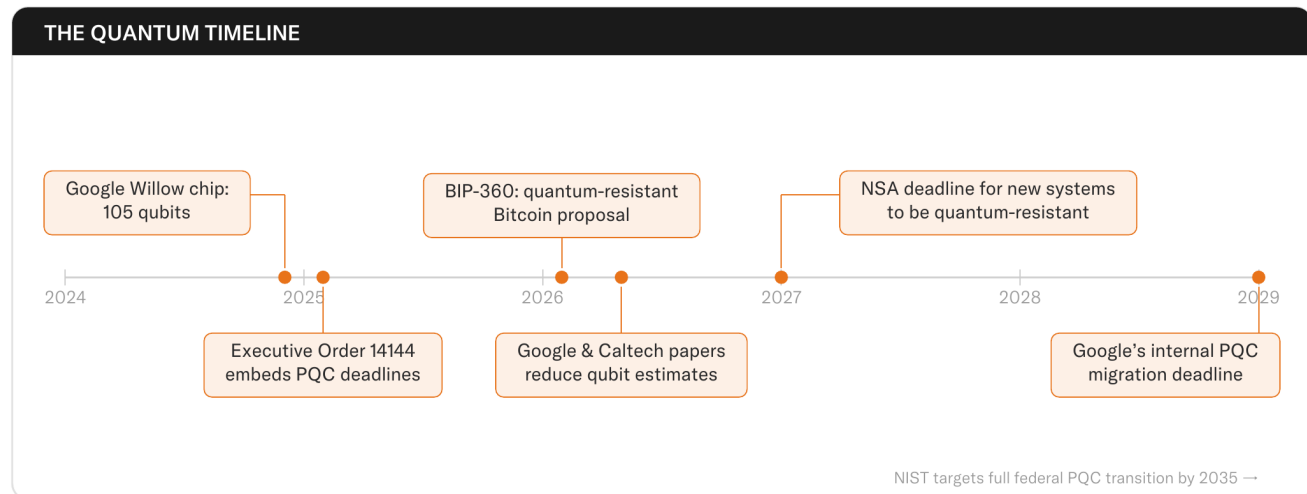 THE QUANTUM TIMELINE
Google Willow chip:
105 qubits
BIP-360: quantum-resistant
Bitcoin proposal
NSA deadline for new systems
to be quantum-resistant
2024
2025
2026
2027
2028
2029
Executive Order 14144
embeds PQC deadlines
Google & Caltech papers
reduce qubit estimates
Google’s internal PQC
migration deadline
NIST targets full federal PQC transition by 2035 →